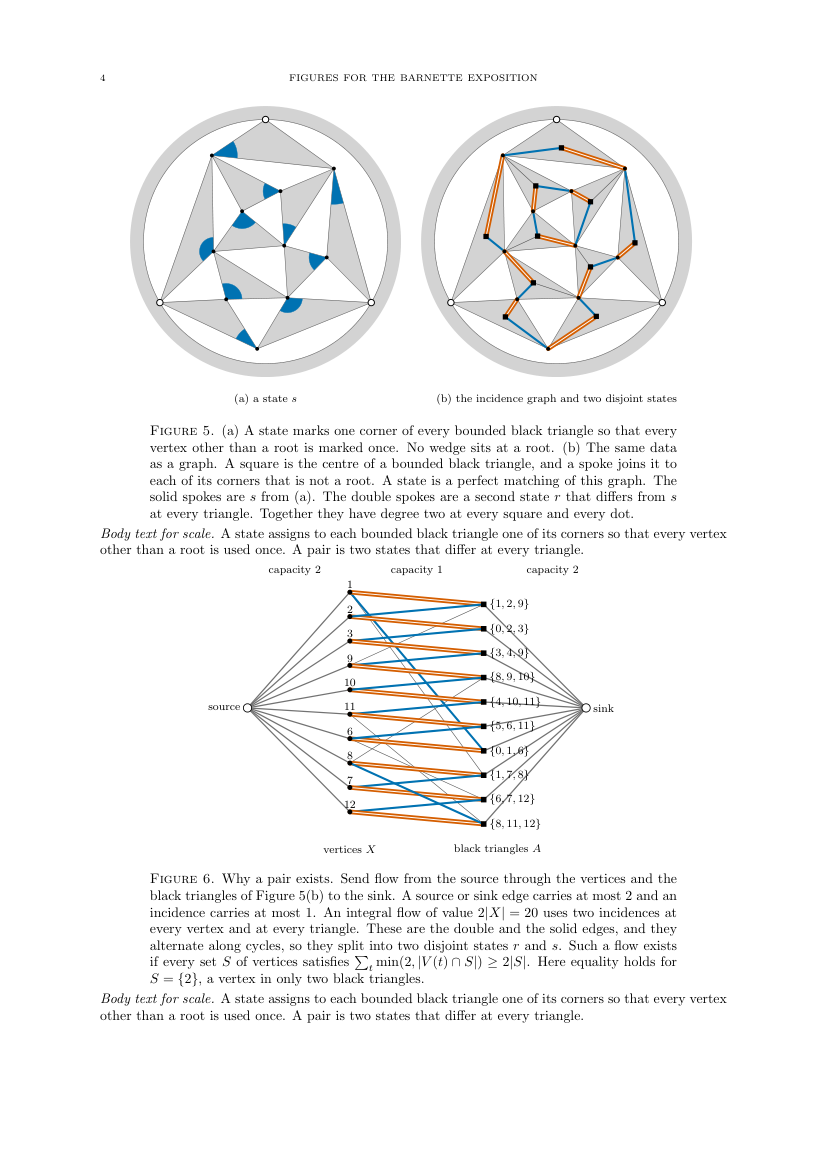 4
FIGURES FOR THE BARNETTE EXPOSITION
(a) a state s
(b) the incidence graph and two disjoint states
FIGURE 5. (a) A state marks one corner of every bounded black triangle so that every
vertex other than a root is marked once. No wedge sits at a root. (b) The same data
as a graph. A square is the centre of a bounded black triangle, and a spoke joins it to
each of its corners that is not a root. A state is a perfect matching of this graph. The
solid spokes are s from (a). The double spokes are a second state r that differs from s
at every triangle. Together they have degree two at every square and every dot.
Body text for scale. A state assigns to each bounded black triangle one of its corners so that every vertex
other than a root is used once. A pair is two states that differ at every triangle.
capacity 2
capacity 1
capacity 2
1
{1, 2, 9}
2
{0, 2, 3}
3
{3, 4, 9}
9
{8, 9, 10}
10
{4, 10, 11}
source
sink
11
{5, 6, 11}
6
{0, 1, 6}
8
{1, 7, 8}
7
{6, 7, 12}
12
{8, 11, 12}
vertices X
black triangles A
FIGURE 6. Why a pair exists. Send flow from the source through the vertices and the
black triangles of Figure 5(b) to the sink. A source or sink edge carries at most 2 and an
incidence carries at most 1. An integral flow of value 2|X| = 20 uses two incidences at
every vertex and at every triangle. These are the double and the solid edges, and they
alternate along cycles, so they split into two disjoint states r and s. Such a flow exists
if every set S of vertices satisfies ∑ₜ min(2, |V(t) ∩ S|) ≥ 2|S|. Here equality holds for
S = {2}, a vertex in only two black triangles.
Body text for scale. A state assigns to each bounded black triangle one of its corners so that every vertex
other than a root is used once. A pair is two states that differ at every triangle.